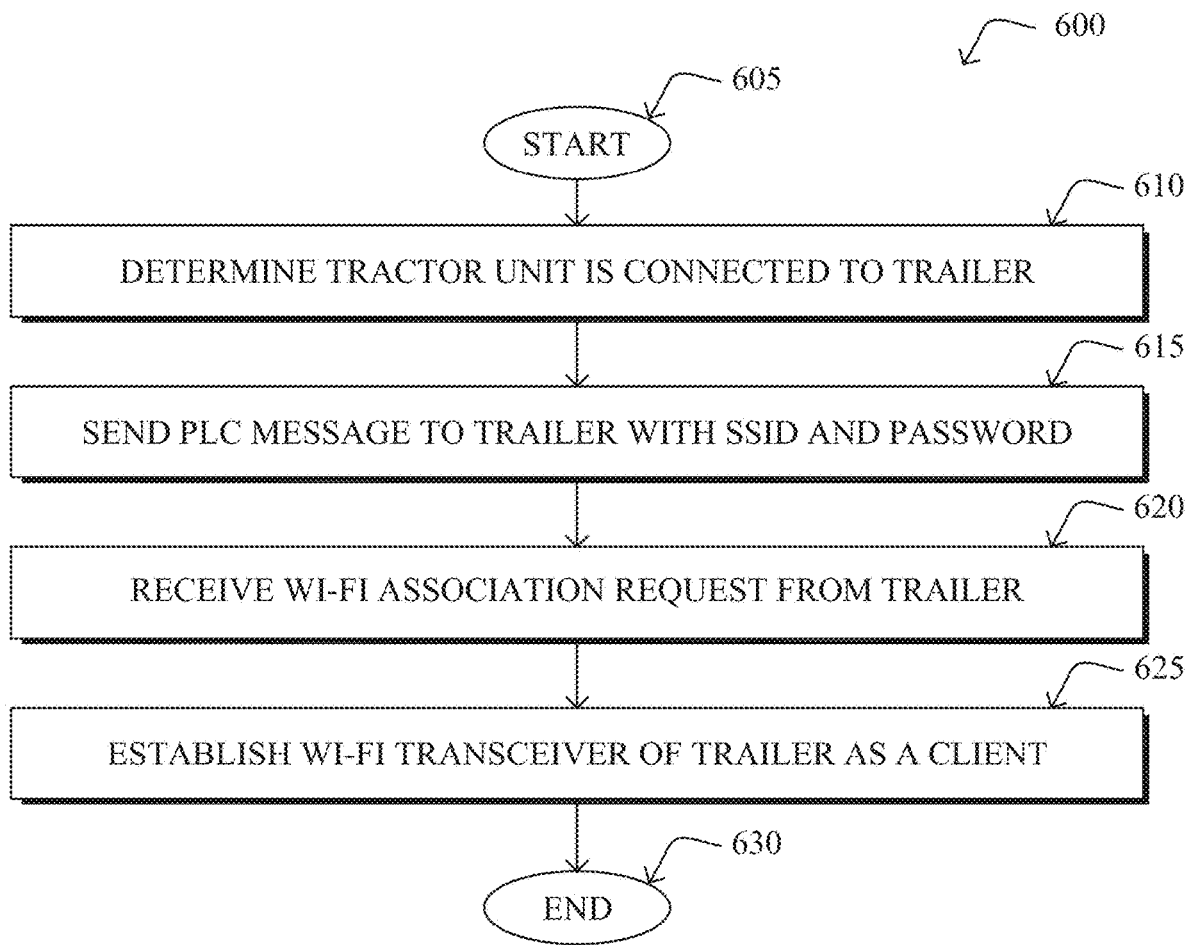 600
605
START
610
DETERMINE TRACTOR UNIT IS CONNECTED TO TRAILER
615
SEND PLC MESSAGE TO TRAILER WITH SSID AND PASSWORD
620
RECEIVE WI-FI ASSOCIATION REQUEST FROM TRAILER
625
ESTABLISH WI-FI TRANSCEIVER OF TRAILER AS A CLIENT
630
END